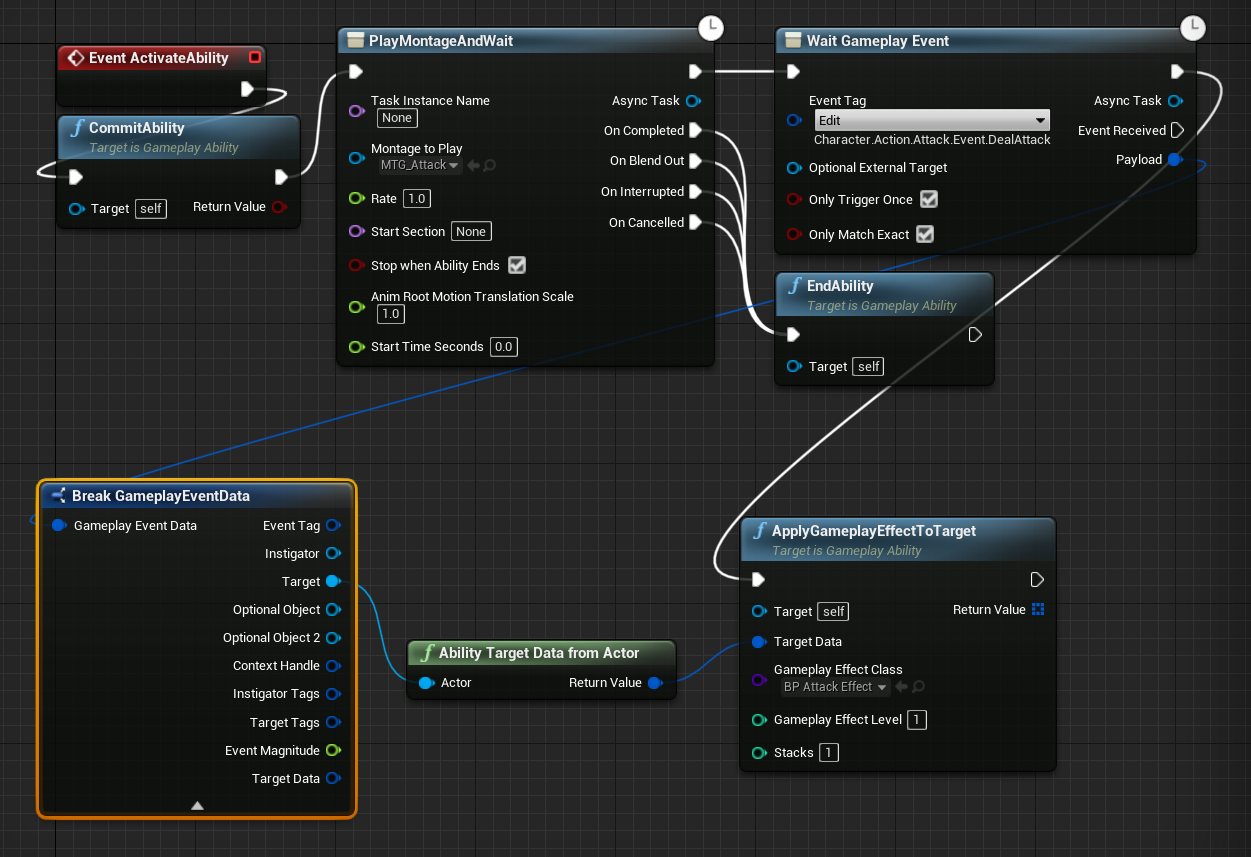 Event ActivateAbility
CommitAbility
Target is Gameplay Ability
Target self
Return Value
PlayMontageAndWait
Task Instance Name
None
Montage to Play
MTG_Attack
Rate 1.0
Start Section None
Stop when Ability Ends
Anim Root Motion Translation Scale
1.0
Start Time Seconds 0.0
Async Task
On Completed
On Blend Out
On Interrupted
On Cancelled
Wait Gameplay Event
Event Tag
Edit
Character.Action.Attack.Event.DealAttack
Optional External Target
Only Trigger Once
Only Match Exact
Async Task
Event Received
Payload
EndAbility
Target is Gameplay Ability
Target self
Break GameplayEventData
Gameplay Event Data
Event Tag
Instigator
Target
Optional Object
Optional Object 2
Context Handle
Instigator Tags
Target Tags
Event Magnitude
Target Data
Ability Target Data from Actor
Actor
Return Value
ApplyGameplayEffectToTarget
Target is Gameplay Ability
Target self
Return Value
Target Data
Gameplay Effect Class
BP Attack Effect
Gameplay Effect Level 1
Stacks 1